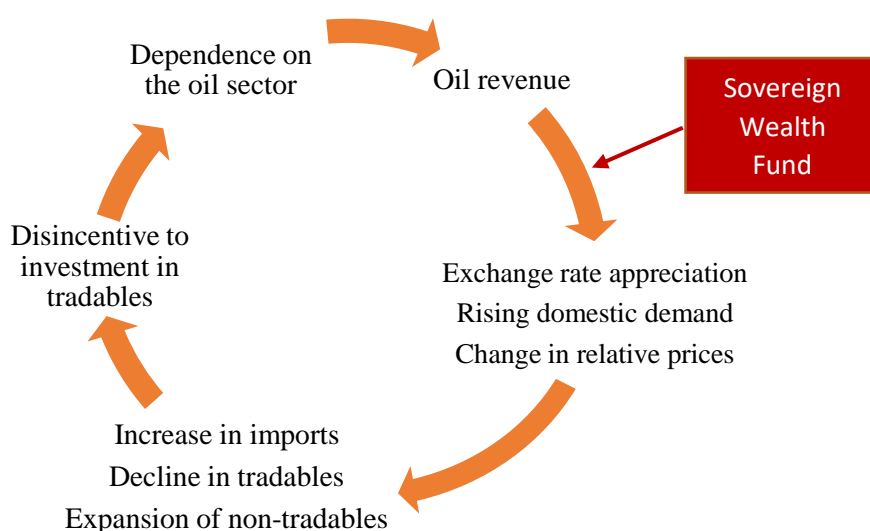 Dependence on
the oil sector
Oil revenue
Sovereign
Wealth
Fund
Exchange rate appreciation
Rising domestic demand
Change in relative prices
Increase in imports
Decline in tradables
Expansion of non-tradables
Disincentive to
investment in
tradables